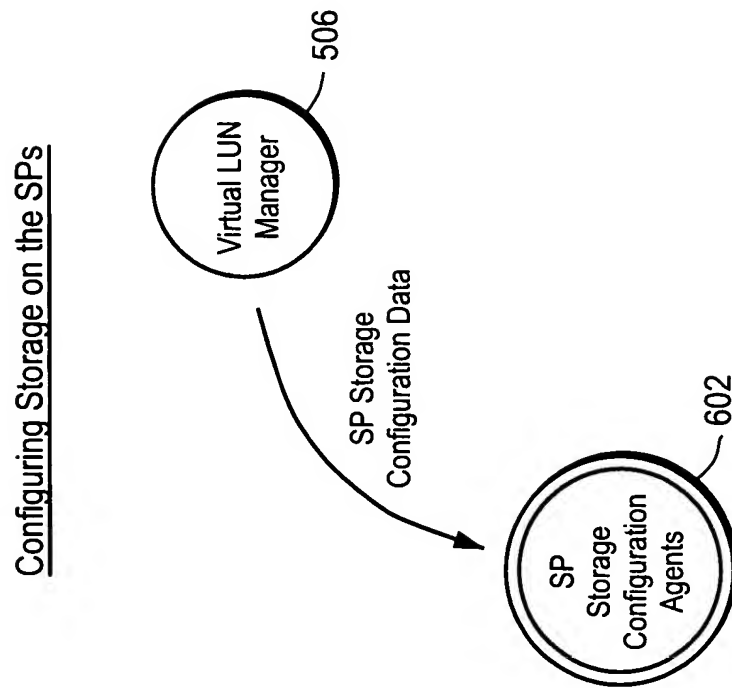 Configuring Storage on the SPs
Virtual LUN
Manager
506
SP Storage
Configuration Data
SP
Storage
Configuration
Agents
602